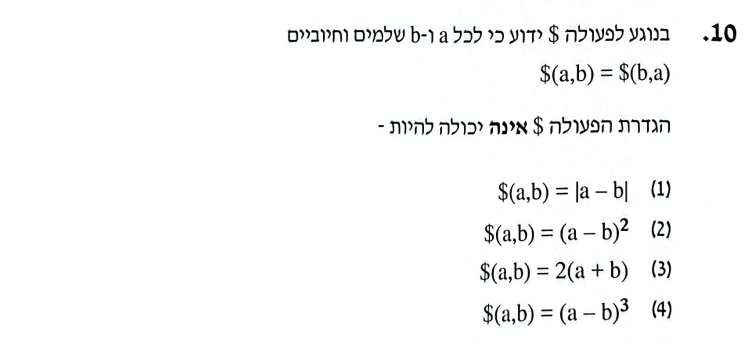 10. בנוגע לפעולה $ ידוע כי לכל a ו-b שלמים וחיוביים
$(a,b) = $(b,a)
הגדרת הפעולה $ אינה יכולה להיות -
(1) $(a,b) = |a – b|
(2) $(a,b) = (a – b)²
(3) $(a,b) = 2(a + b)
(4) $(a,b) = (a – b)³